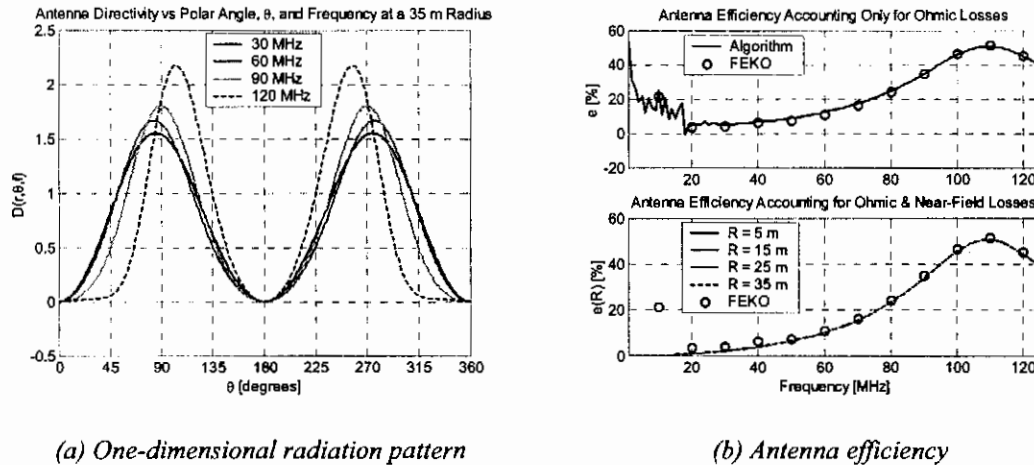 Antenna Directivity vs Polar Angle, θ, and Frequency at a 35 m Radius
2.5
2
1.5
1
0.5
0
-0.5
D(r,θ,f)
30 MHz
60 MHz
90 MHz
120 MHz
0 45 90 135 180 225 270 315 360
θ [degrees]
(a) One-dimensional radiation pattern
Antenna Efficiency Accounting Only for Ohmic Losses
60
40
20
0
-20
e [%]
Algorithm
FEKO
20 40 60 80 100 120
Antenna Efficiency Accounting for Ohmic & Near-Field Losses
60
40
20
0
e(R) [%]
R = 5 m
R = 15 m
R = 25 m
R = 35 m
FEKO
20 40 60 80 100 120
Frequency [MHz]
(b) Antenna efficiency